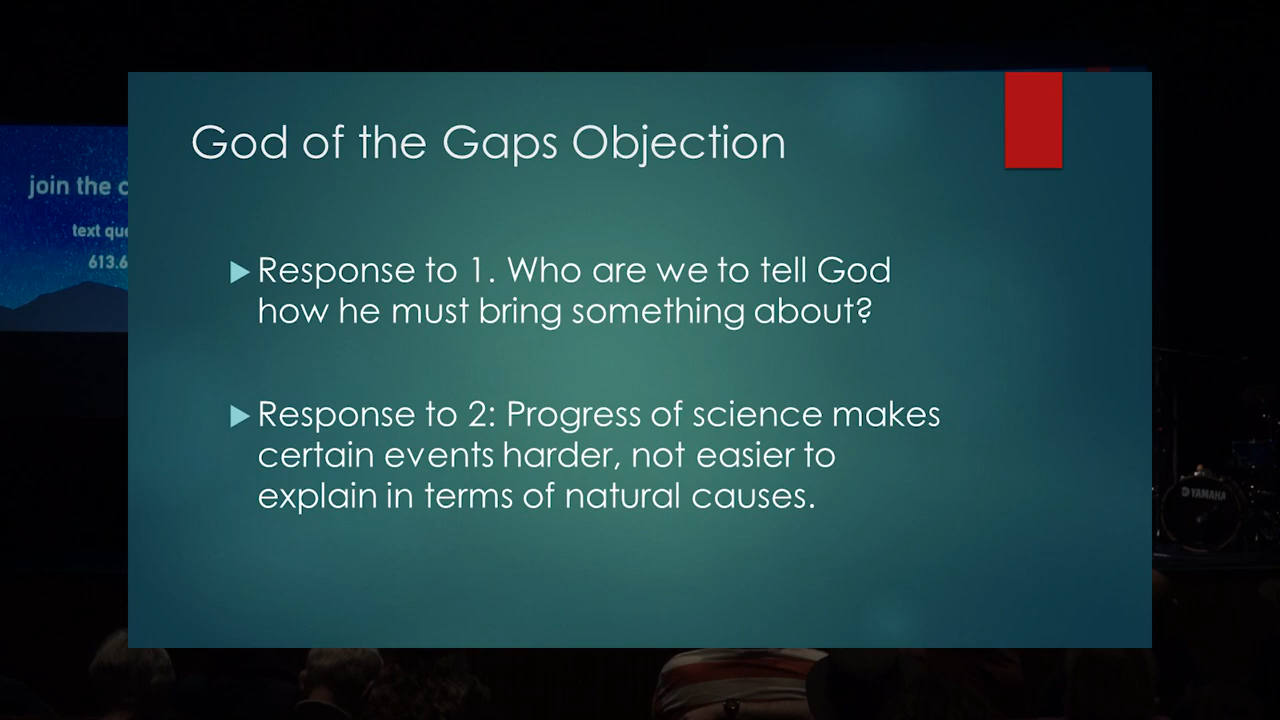 God of the Gaps Objection
Response to 1. Who are we to tell God
how he must bring something about?
Response to 2: Progress of science makes
certain events harder, not easier to
explain in terms of natural causes.
join the
text
613.6
YAMAHA